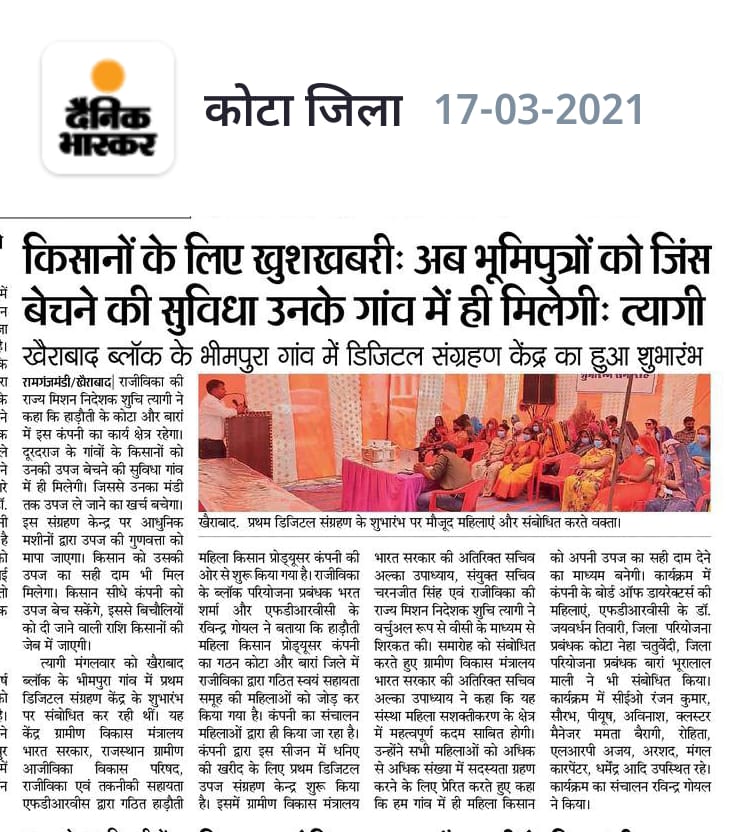 दैनिक
भास्कर
कोटा जिला 17-03-2021
किसानों के लिए खुशखबरीः अब भूमिपुत्रों को जिंस
बेचने की सुविधा उनके गांव में ही मिलेगीः त्यागी
खैराबाद ब्लॉक के भीमपुरा गांव में डिजिटल संग्रहण केंद्र का हुआ शुभारंभ
रामगंजमंडी/खैराबाद| राजीविका की
राज्य मिशन निदेशक शुचि त्यागी ने
कहा कि हाड़ौती के कोटा और बारां
में इस कंपनी का कार्य क्षेत्र रहेगा।
दूरदराज के गांवों के किसानों को
उनकी उपज बेचने की सुविधा गांव
में ही मिलेगी। जिससे उनका मंडी
तक उपज ले जाने का खर्च बचेगा।
इस संग्रहण केन्द्र पर आधुनिक
मशीनों द्वारा उपज की गुणवत्ता को
मापा जाएगा। किसान को उसकी
उपज का सही दाम भी मिल
मिलेगा। किसान सीधे कंपनी को
उपज बेच सकेंगे, इससे बिचौलियों
को दी जाने वाली राशि किसानों की
जेब में जाएगी।
त्यागी मंगलवार को खैराबाद
ब्लॉक के भीमपुरा गांव में प्रथम
डिजिटल संग्रहण केंद्र के शुभारंभ
पर संबोधित कर रही थीं। यह
केंद्र ग्रामीण विकास मंत्रालय
भारत सरकार, राजस्थान ग्रामीण
आजीविका विकास परिषद,
राजीविका एवं तकनीकी सहायता
एफडीआरवीस द्वारा गठित हाड़ौती
खैराबाद. प्रथम डिजिटल संग्रहण के शुभारंभ पर मौजूद महिलाएं और संबोधित करते वक्ता।
महिला किसान प्रोड्यूसर कंपनी की
ओर से शुरू किया गया है। राजीविका
के ब्लॉक परियोजना प्रबंधक भरत
शर्मा और एफडीआरवीसी के
रविन्द्र गोयल ने बताया कि हाड़ौती
महिला किसान प्रोड्यूसर कंपनी
का गठन कोटा और बारां जिले में
राजीविका द्वारा गठित स्वयं सहायता
समूह की महिलाओं को जोड़ कर
किया गया है। कंपनी का संचालन
महिलाओं द्वारा ही किया जा रहा है।
कंपनी द्वारा इस सीजन में धनिए
की खरीद के लिए प्रथम डिजिटल
उपज संग्रहण केन्द्र शुरू किया
है। इसमें ग्रामीण विकास मंत्रालय
भारत सरकार की अतिरिक्त सचिव
अल्का उपाध्याय, संयुक्त सचिव
चरनजीत सिंह एवं राजीविका की
राज्य मिशन निदेशक शुचि त्यागी ने
वर्चुअल रूप से वीसी के माध्यम से
शिरकत की। समारोह को संबोधित
करते हुए ग्रामीण विकास मंत्रालय
भारत सरकार की अतिरिक्त सचिव
अल्का उपाध्याय ने कहा कि यह
संस्था महिला सशक्तीकरण के क्षेत्र
में महत्वपूर्ण कदम साबित होगी।
उन्होंने सभी महिलाओं को अधिक
से अधिक संख्या में सदस्यता ग्रहण
करने के लिए प्रेरित करते हुए कहा
कि हम गांव में ही महिला किसान
को अपनी उपज का सही दाम देने
का माध्यम बनेगी। कार्यक्रम में
कंपनी के बोर्ड ऑफ डायरेक्टर्स की
महिलाएं, एफडीआरवीसी के डॉ.
जयवर्धन तिवारी, जिला परियोजना
प्रबंधक कोटा नेहा चतुर्वेदी, जिला
परियोजना प्रबंधक बारां भूरालाल
माली ने भी संबोधित किया।
कार्यक्रम में सीईओ रंजन कुमार,
सौरभ, पीयूष, अविनाश, क्लस्टर
मैनेजर ममता बैरागी, रोहिता,
एलआरपी अजय, अरशद, मंगल
कारपेंटर, धर्मेंद्र आदि उपस्थित रहे।
कार्यक्रम का संचालन रविन्द्र गोयल
ने किया।